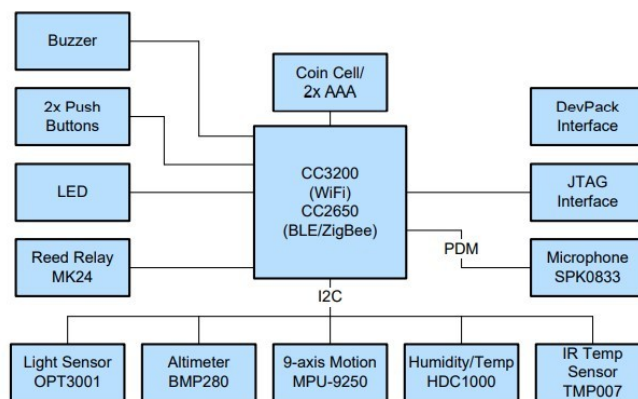 Buzzer
Coin Cell/
2x AAA
2x Push
Buttons
DevPack
Interface
CC3200
(WiFi)
CC2650
(BLE/ZigBee)
LED
JTAG
Interface
PDM
Reed Relay
MK24
Microphone
SPK0833
I2C
Light Sensor
OPT3001
Altimeter
BMP280
9-axis Motion
MPU-9250
Humidity/Temp
HDC1000
IR Temp
Sensor
TMP007